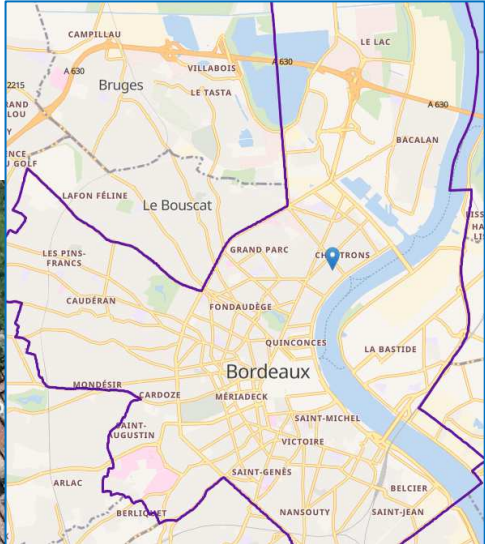 CAMPILLAU
LE LAC
A 630
VILLABOIS
A 630
2215
Bruges
LE TASTA
A 630
BACALAN
LAFON FÉLINE
Le Bouscat
GRAND PARC
LES PINS-
FRANCS
CAUDÉRAN
FONDAUDÈGE
QUINCONCES
LA BASTIDE
Bordeaux
MONDÉSIR
CARDOZE
MÉRIADECK
SAINT-MICHEL
SAINT-
AUGUSTIN
VICTOIRE
SAINT-GENÈS
ARLAC
BELCIER
BERLIQUET
NANSOUTY
SAINT-JEAN